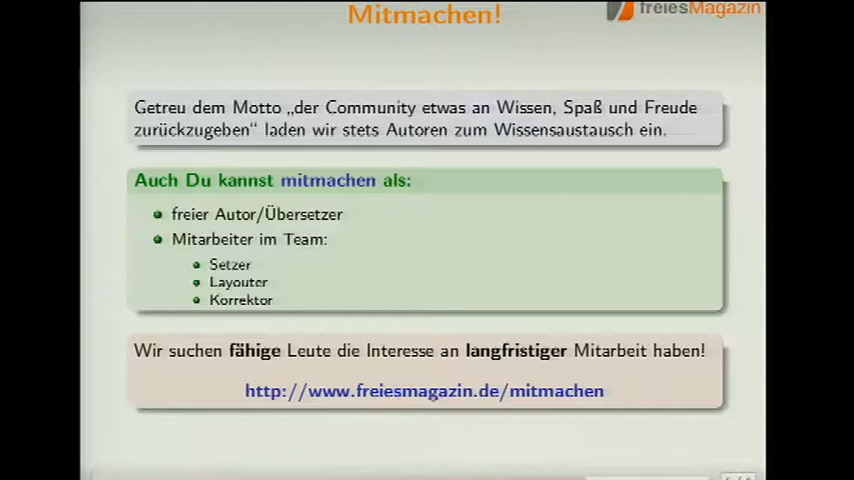 Mitmachen!
freiesMagazin
Getreu dem Motto „der Community etwas an Wissen, Spaß und Freude
zurückzugeben“ laden wir stets Autoren zum Wissensaustausch ein.
Auch Du kannst mitmachen als:
freier Autor/Übersetzer
Mitarbeiter im Team:
Setzer
Layouter
Korrektor
Wir suchen fähige Leute die Interesse an langfristiger Mitarbeit haben!
http://www.freiesmagazin.de/mitmachen